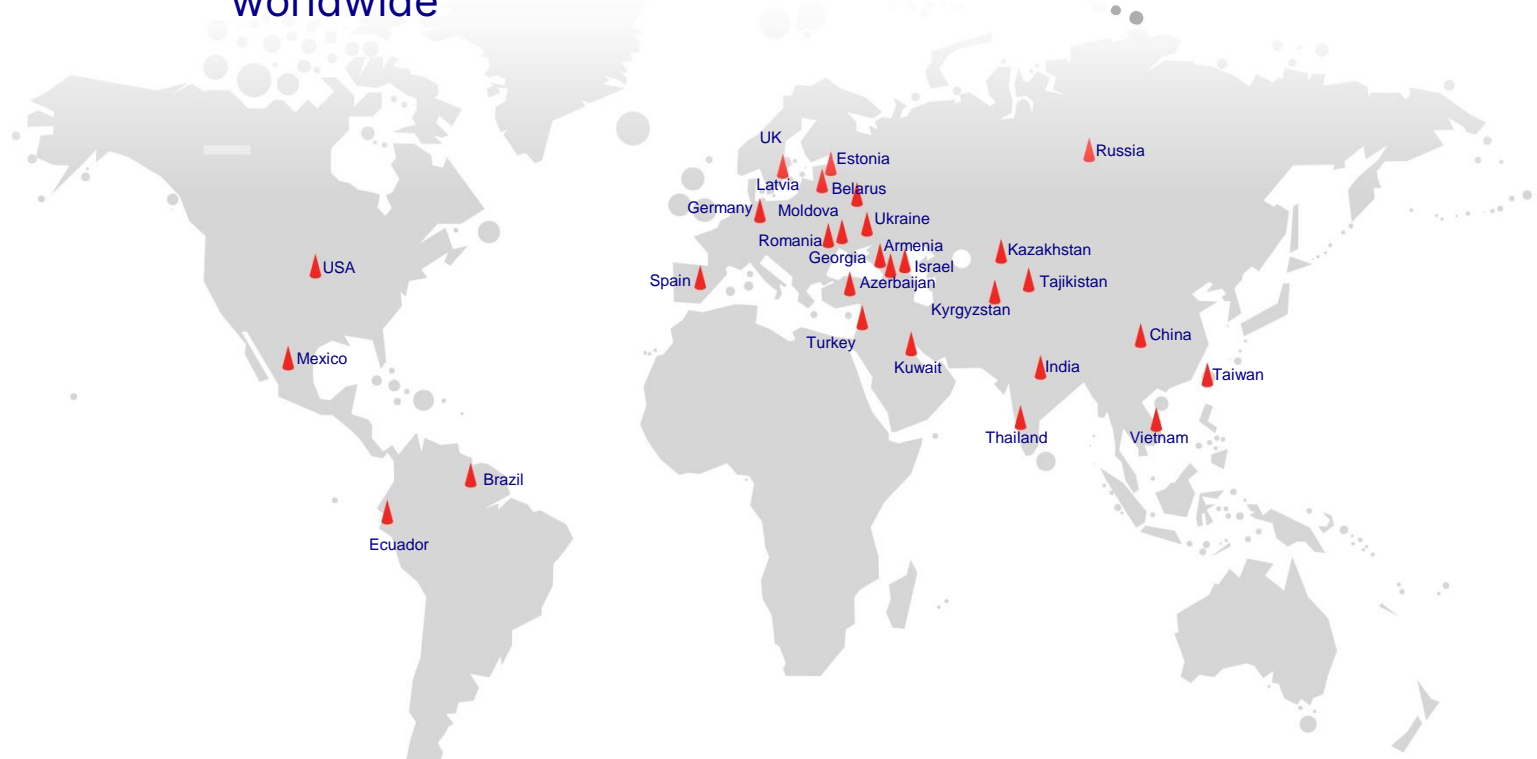 worldwide
UK
Estonia
Russia
Latvia
Belarus
Germany
Moldova
Ukraine
Romania
Armenia
Kazakhstan
Georgia
Israel
USA
Spain
Azerbaijan
Tajikistan
Kyrgyzstan
China
Turkey
Mexico
Kuwait
India
Taiwan
Thailand
Vietnam
Brazil
Ecuador